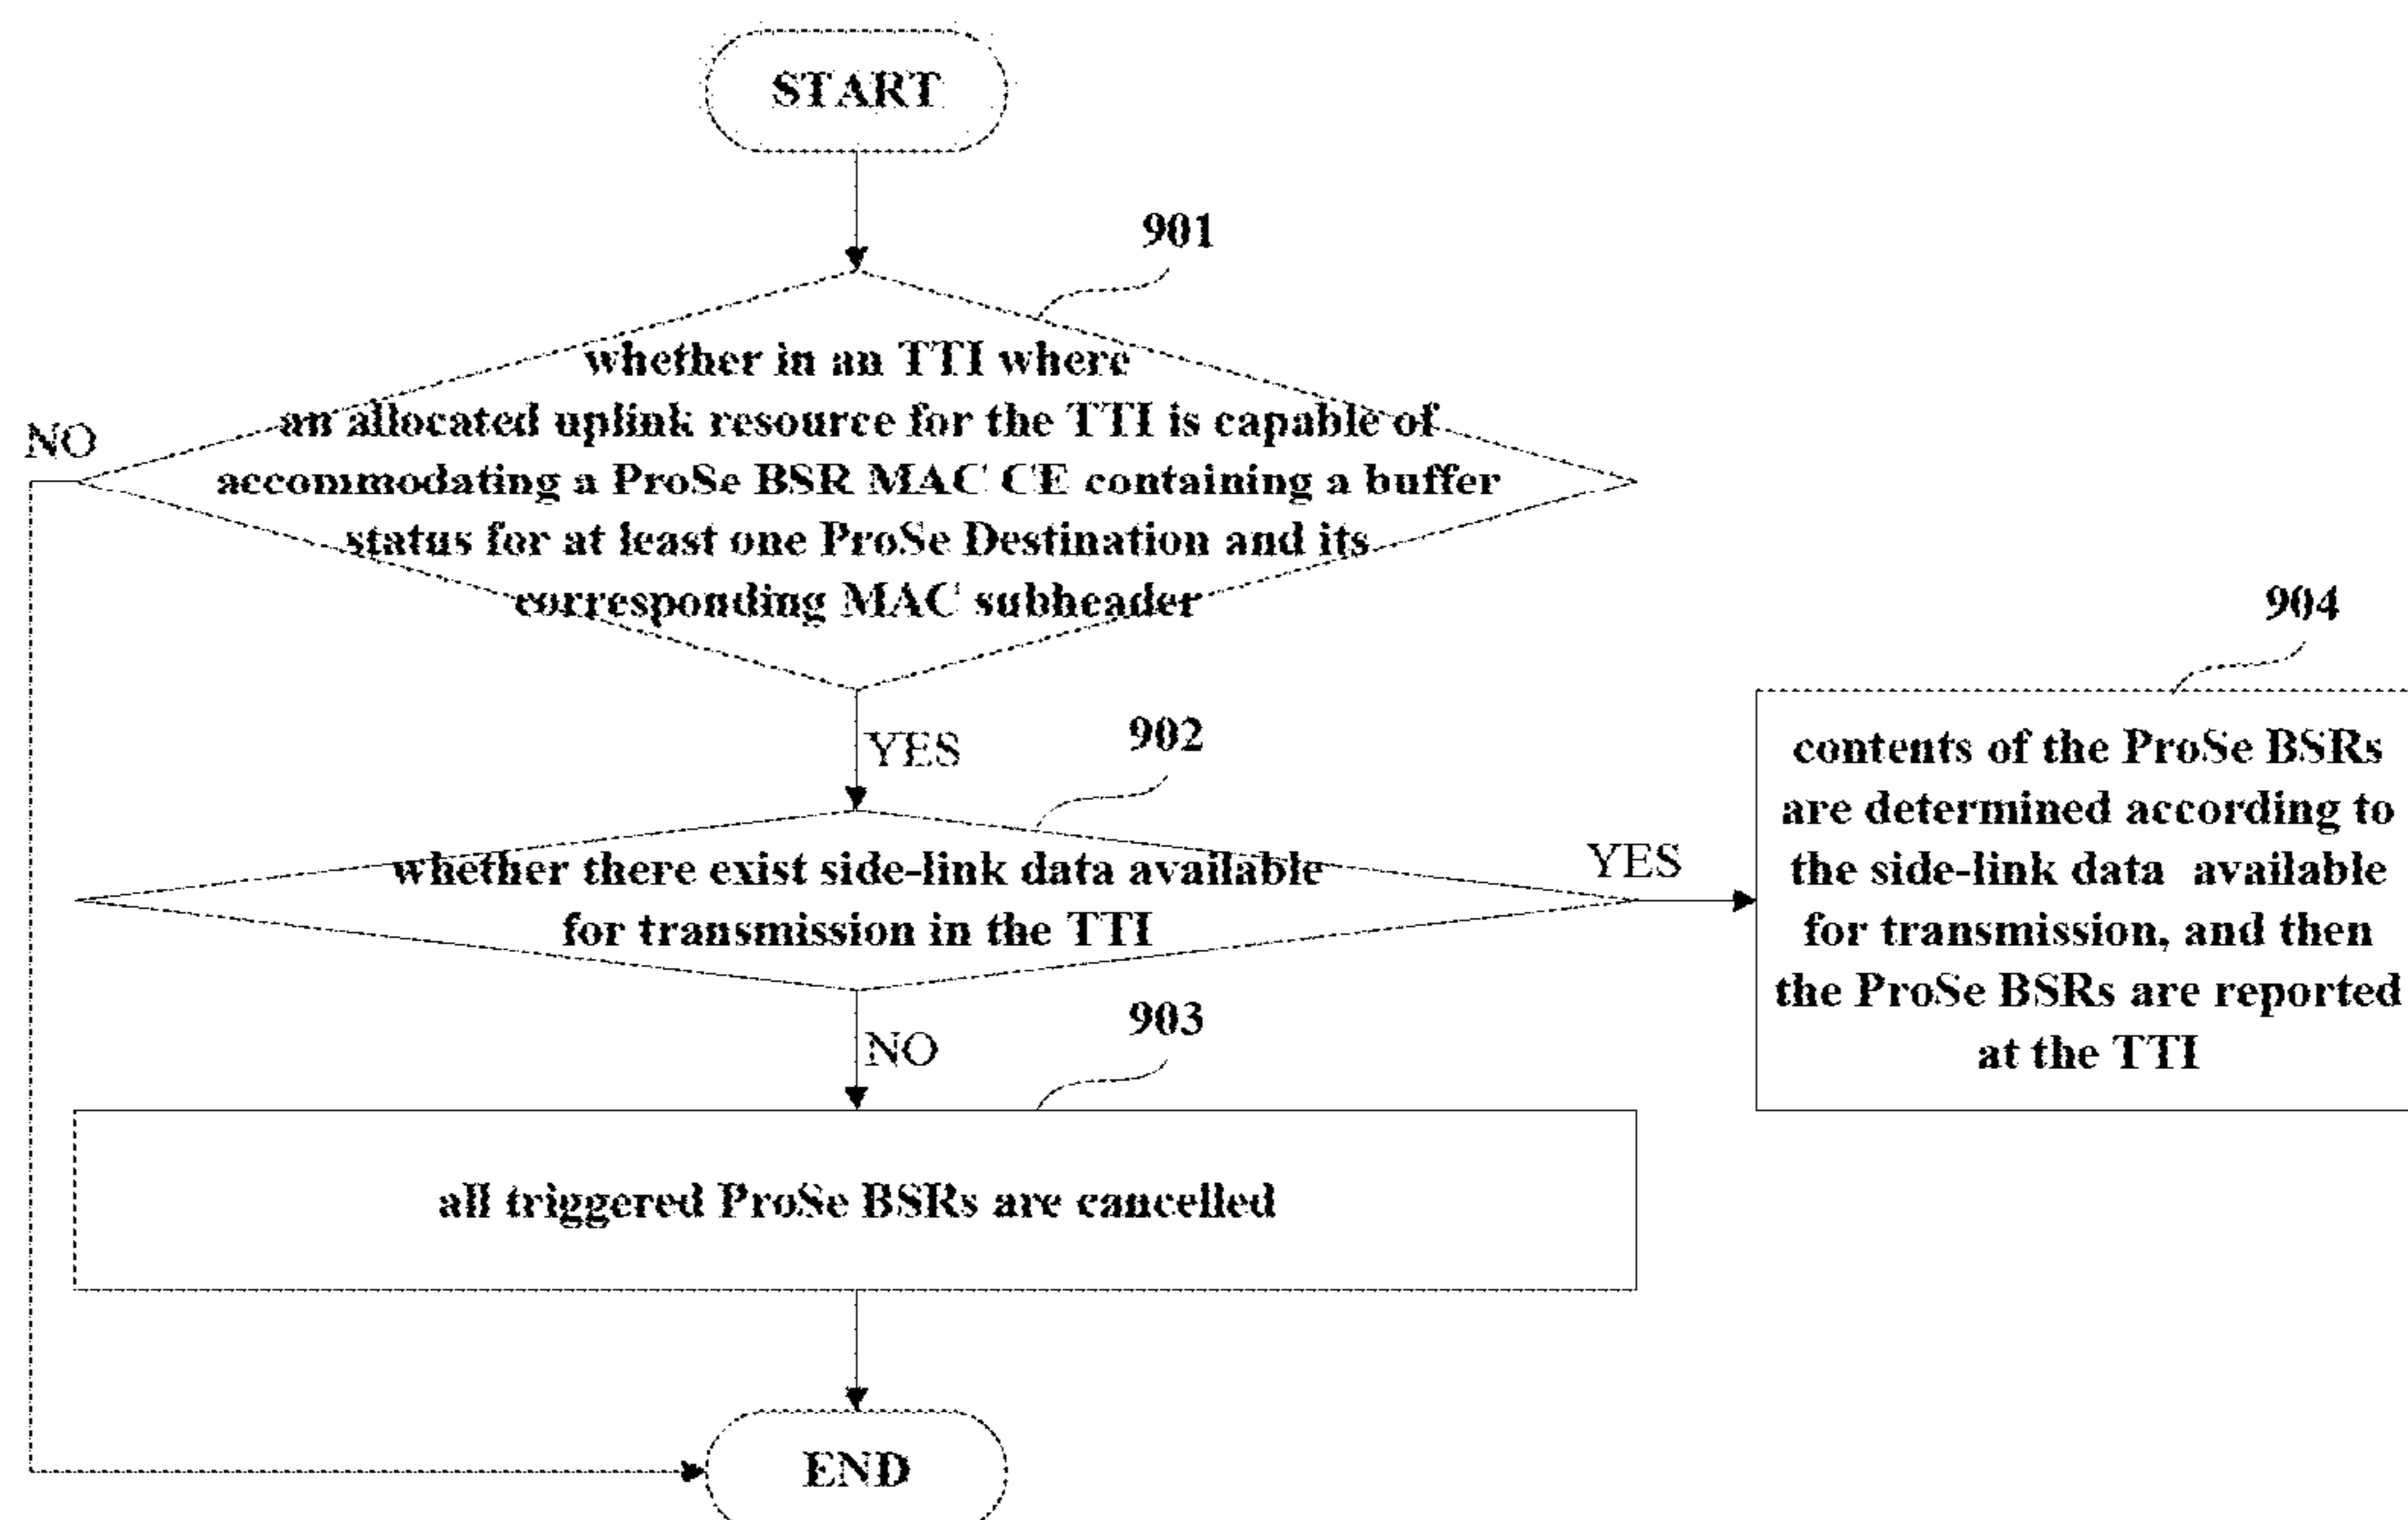 START
901
whether in an TTI where
an allocated uplink resource for the TTI is capable of
accommodating a ProSe BSR MAC CE containing a buffer
status for at least one ProSe Destination and its
corresponding MAC subheader
NO
YES
902
whether there exist side-link data available
for transmission in the TTI
YES
904
contents of the ProSe BSRs
are determined according to
the side-link data available
for transmission, and then
the ProSe BSRs are reported
at the TTI
NO
903
all triggered ProSe BSRs are cancelled
END